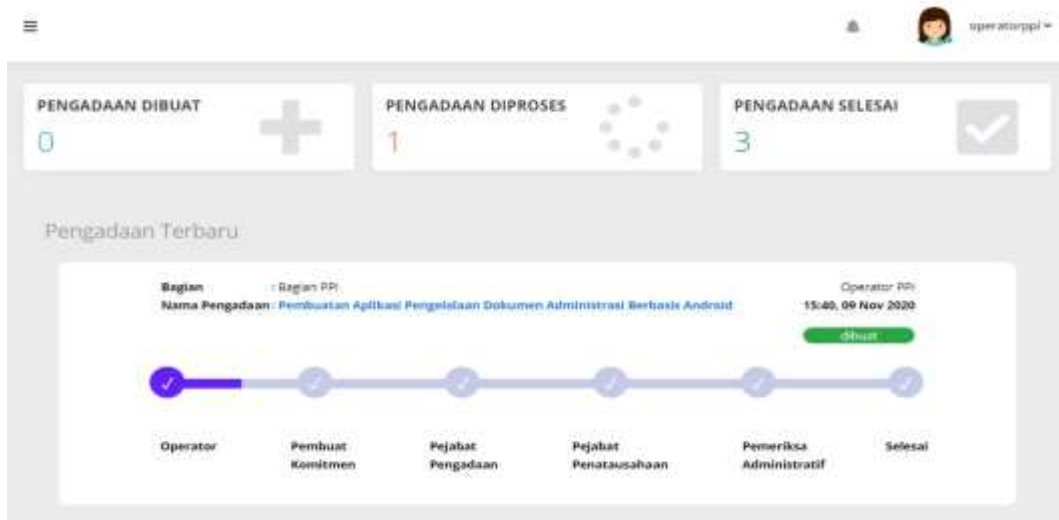 operatorppi
PENGADAAN DIBUAT
0
PENGADAAN DIPROSES
1
PENGADAAN SELESAI
3
Pengadaan Terbaru
Bagian : Bagian PPI
Nama Pengadaan : Pembuatan Aplikasi Pengelolaan Dokumen Administrasi Berbasis Android
Operator PPI
15:40, 09 Nov 2020
dibuat
Operator
Pembuat
Komitmen
Pejabat
Pengadaan
Pejabat
Penatausahaan
Pemeriksa
Administratif
Selesai